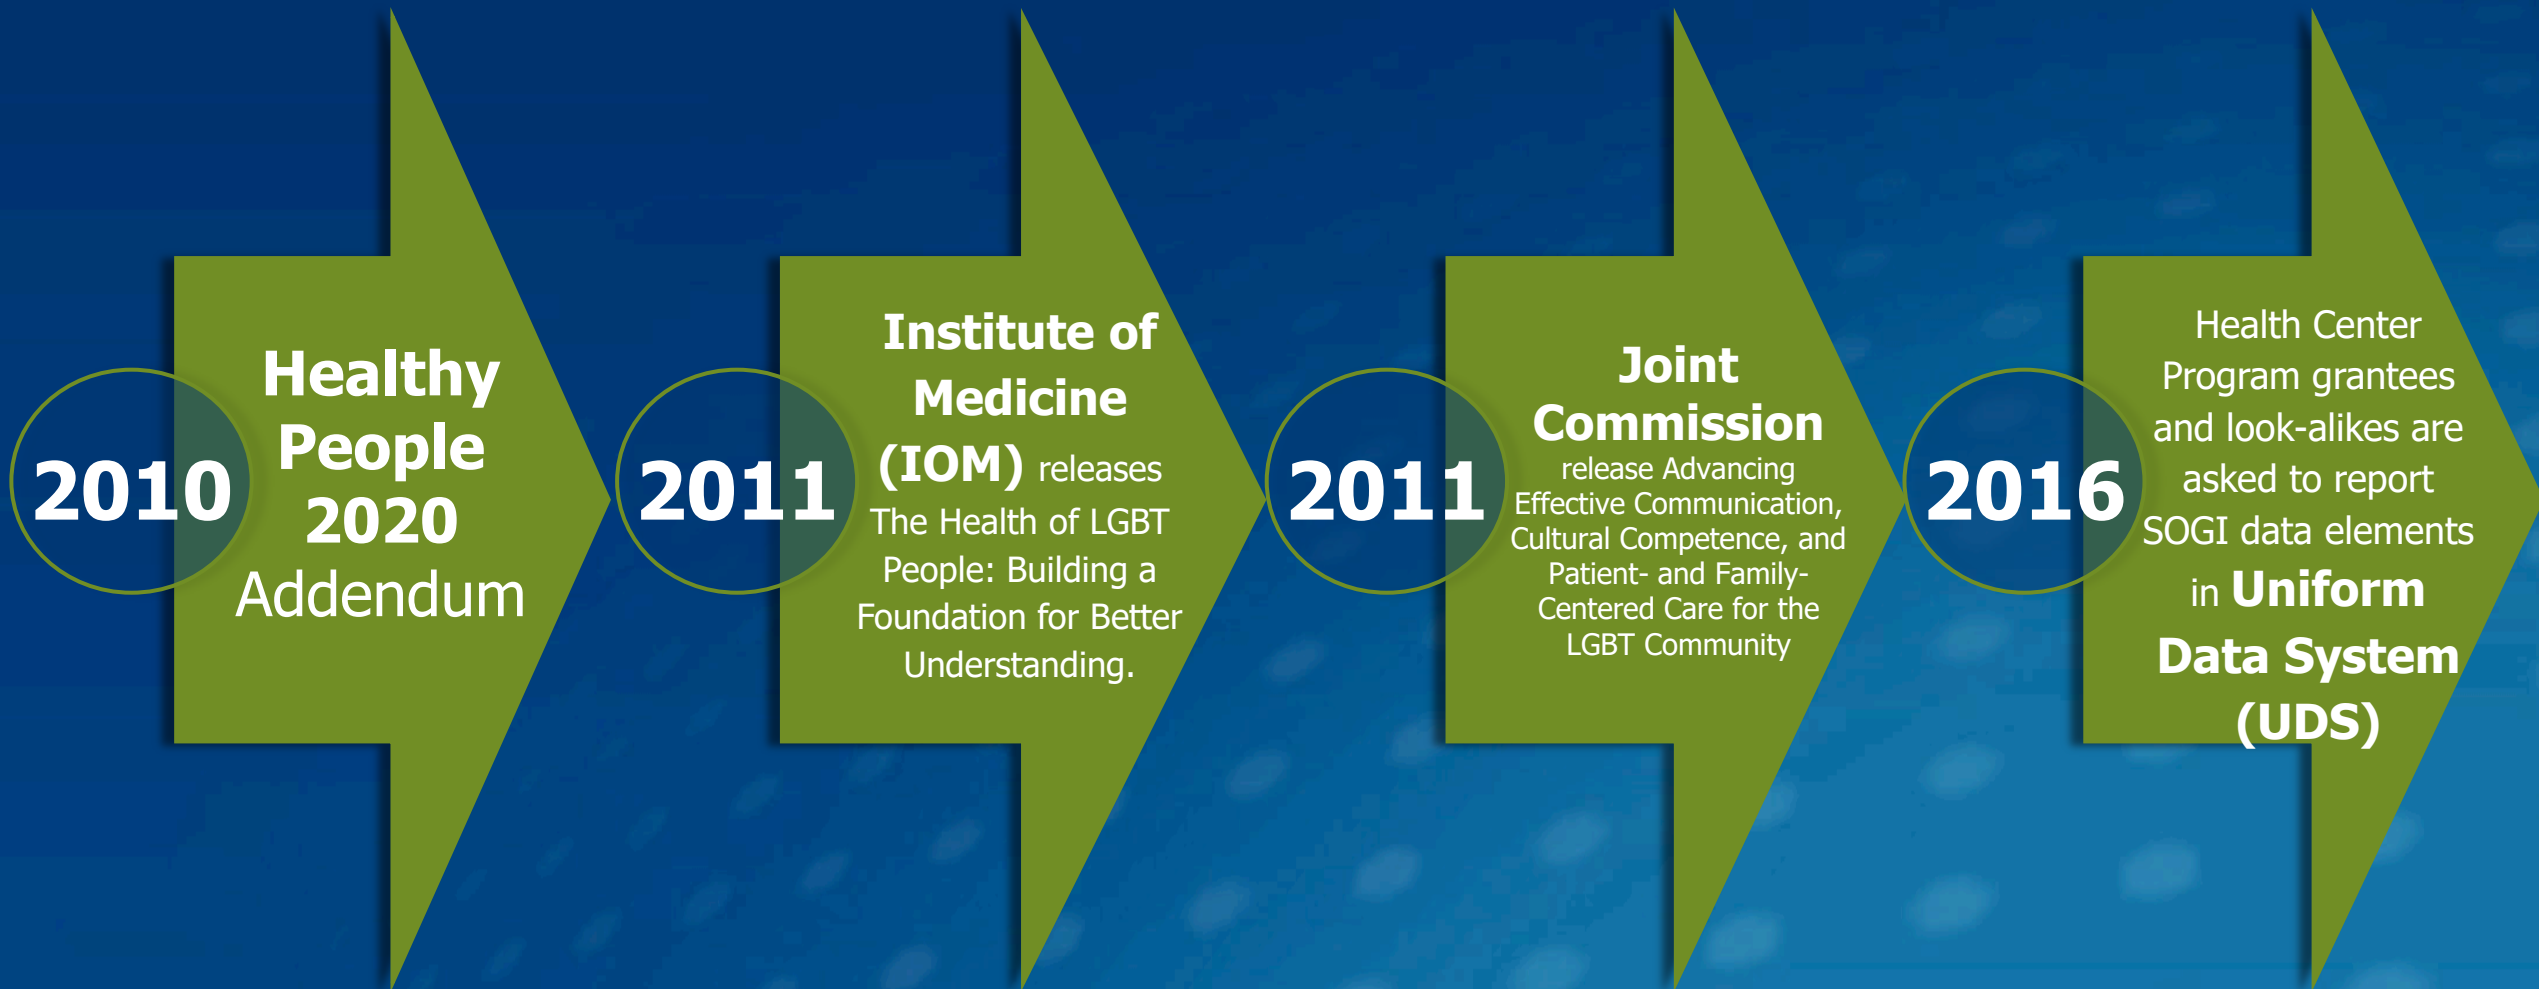 2010
Healthy
People
2020
Addendum
2011
Institute of
Medicine
(IOM) releases
The Health of LGBT
People: Building a
Foundation for Better
Understanding.
2011
Joint
Commission
release Advancing
Effective Communication,
Cultural Competence, and
Patient- and Family-
Centered Care for the
LGBT Community
2016
Health Center
Program grantees
and look-alikes are
asked to report
SOGI data elements
in Uniform
Data System
(UDS)